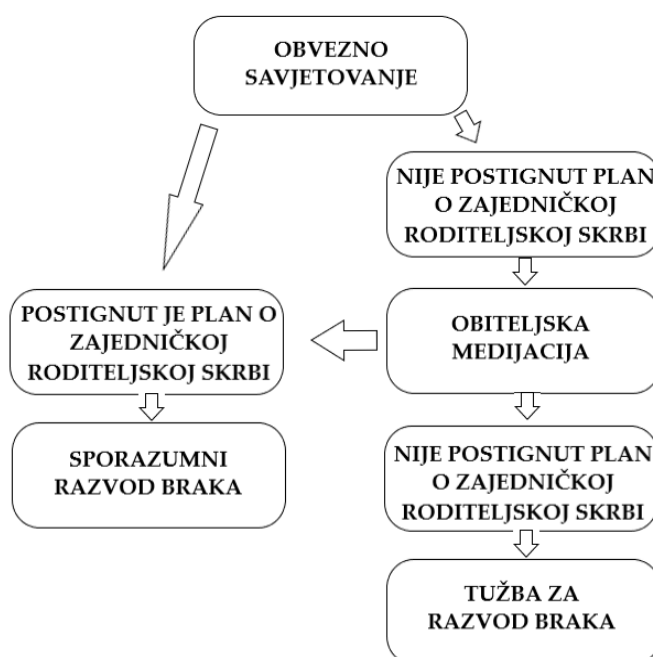 OBVEZNO
SAVJETOVANJE
NIJE POSTIGNUT PLAN
O ZAJEDNIČKOJ
RODITELJSKOJ SKRBI
POSTIGNUT JE PLAN O
ZAJEDNIČKOJ
RODITELJSKOJ SKRBI
OBITELJSKA
MEDIJACIJA
SPORAZUMNI
RAZVOD BRAKA
NIJE POSTIGNUT PLAN
O ZAJEDNIČKOJ
RODITELJSKOJ SKRBI
TUŽBA ZA
RAZVOD BRAKA